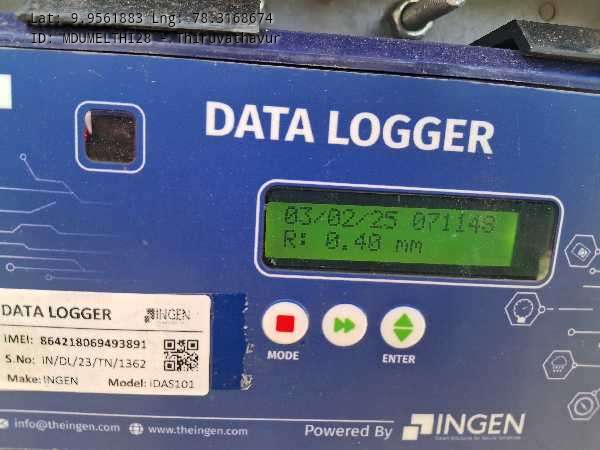 Lat: 9.9561883 Lng: 78.3168674
ID: MDUMELTH128 - Thiruvathavur
DATA LOGGER
03/02/25 071148
R: 0.40 mm
DATA LOGGER
INGEN
IMEI: 864218069493891
S.No: IN/DL/23/TN/1362
Make: INGEN Model: iDAS101
MODE
ENTER
info@theingen.com
www.theingen.com
Powered By INGEN